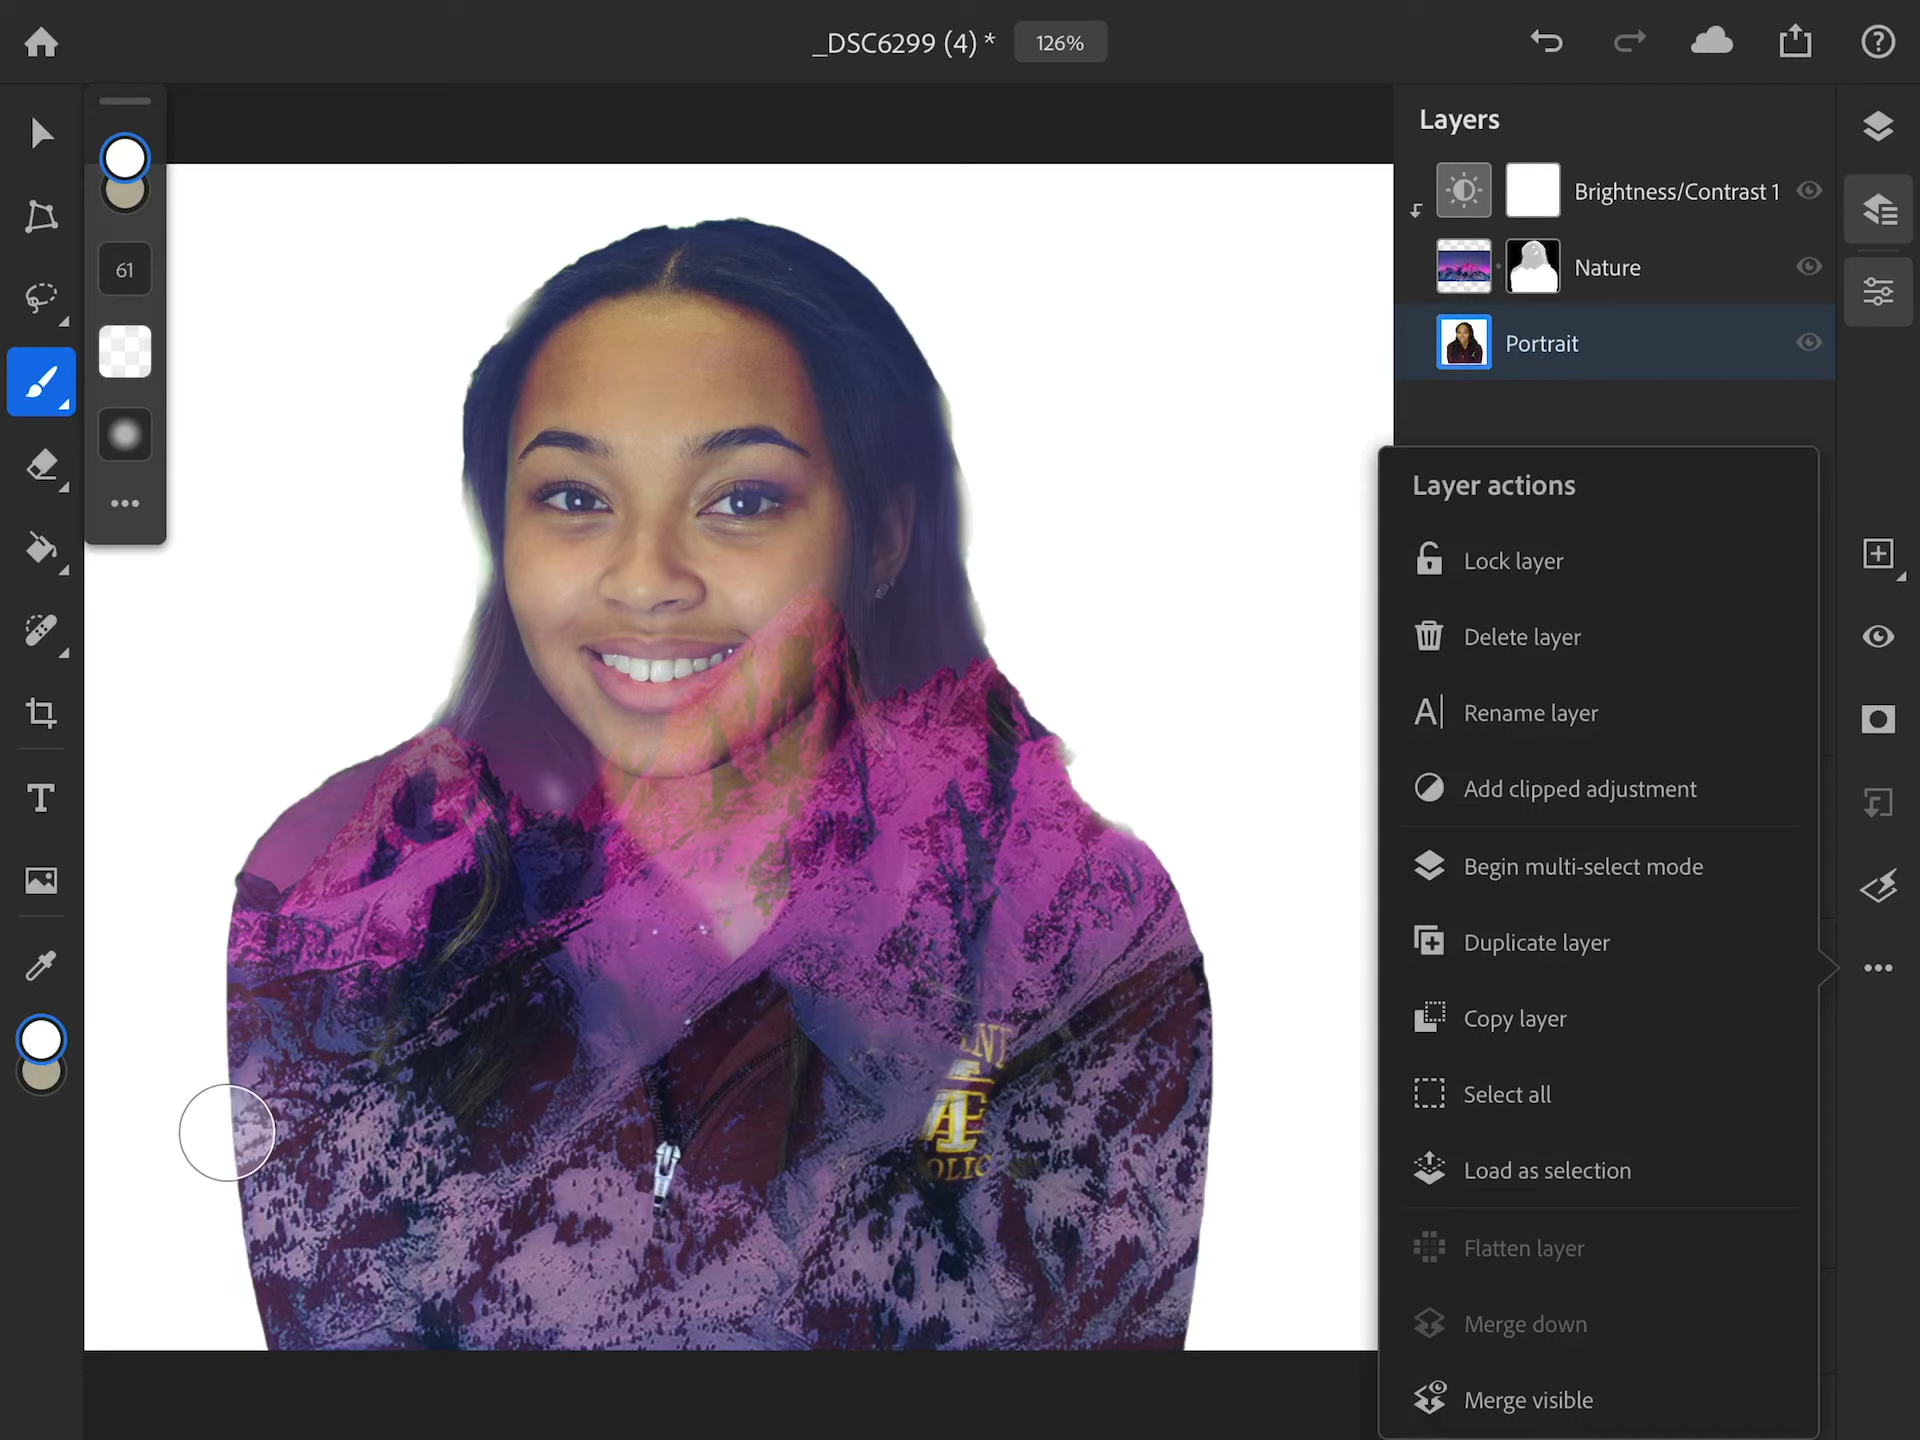 _DSC6299 (4) *
126%
61
Layers
Brightness/Contrast 1
Nature
Portrait
Layer actions
Lock layer
Delete layer
Rename layer
Add clipped adjustment
Begin multi-select mode
Duplicate layer
Copy layer
Select all
Load as selection
Flatten layer
Merge down
Merge visible